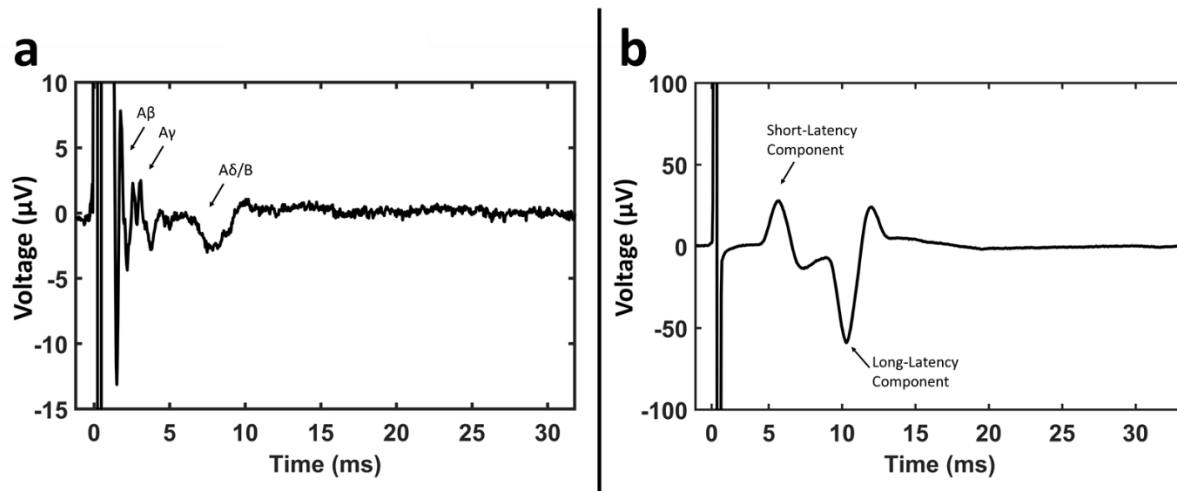 a
10
5
0
-5
-10
-15
Voltage (µV)
Aβ
Aγ
Aδ/B
0
5
10
15
20
25
30
Time (ms)
b
100
50
0
-50
-100
Voltage (µV)
Short-Latency
Component
Long-Latency
Component
0
5
10
15
20
25
30
Time (ms)